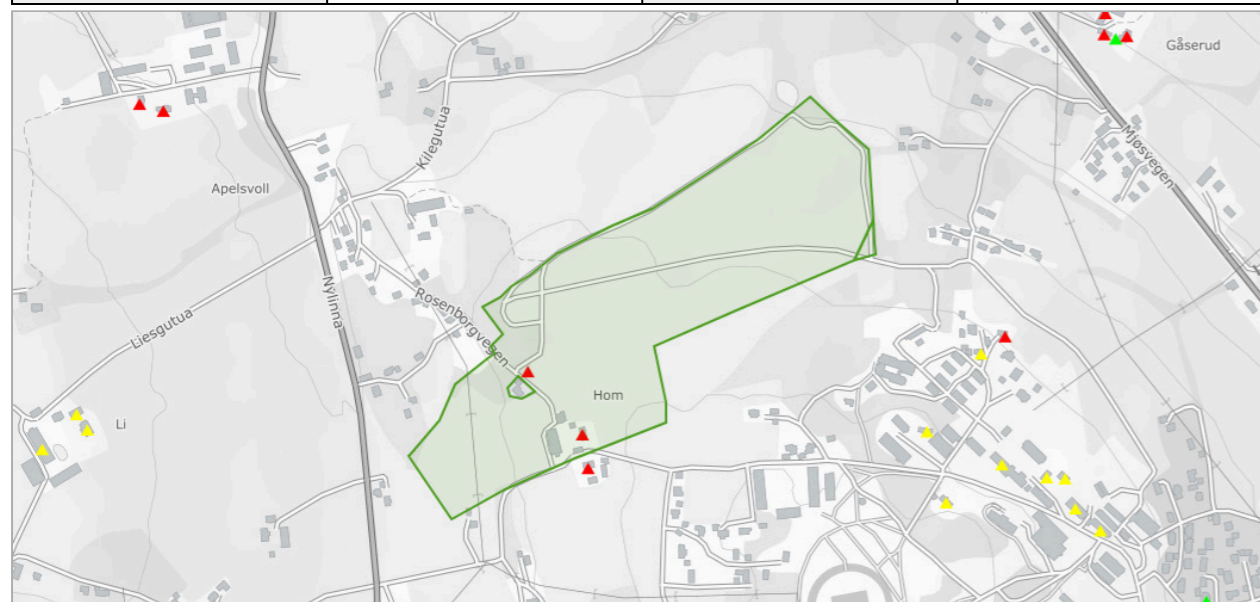 Gåserud
Mjøsvegen
Kilegutua
Apelsvoll
Nylinna
Rosenborgvegen
Liesgutua
Hom
Li